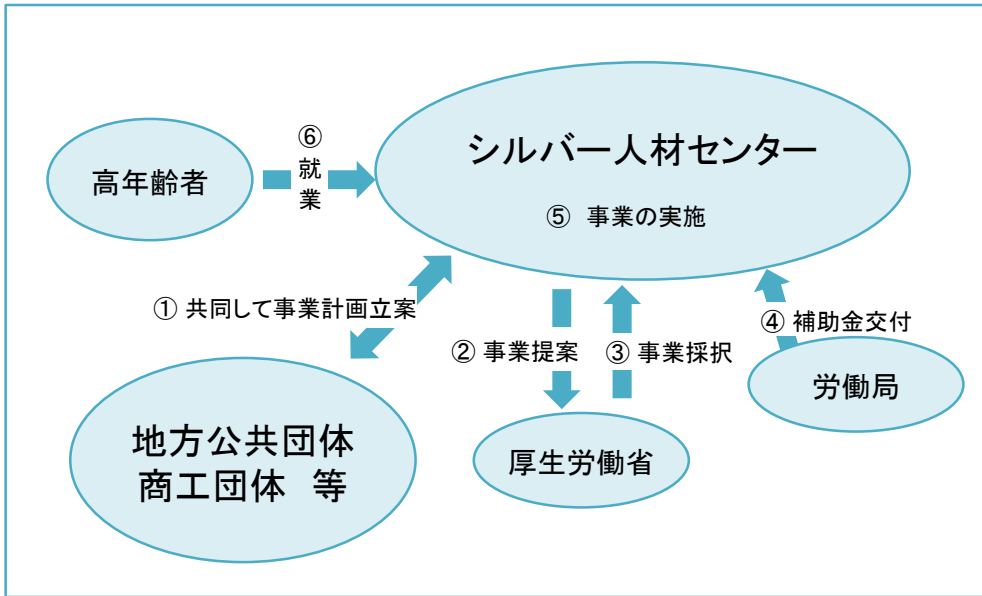 シルバー人材センター
⑤ 事業の実施
高年齢者
⑥
就
業
① 共同して事業計画立案
② 事業提案
③ 事業採択
④ 補助金交付
労働局
厚生労働省
地方公共団体
商工団体 等